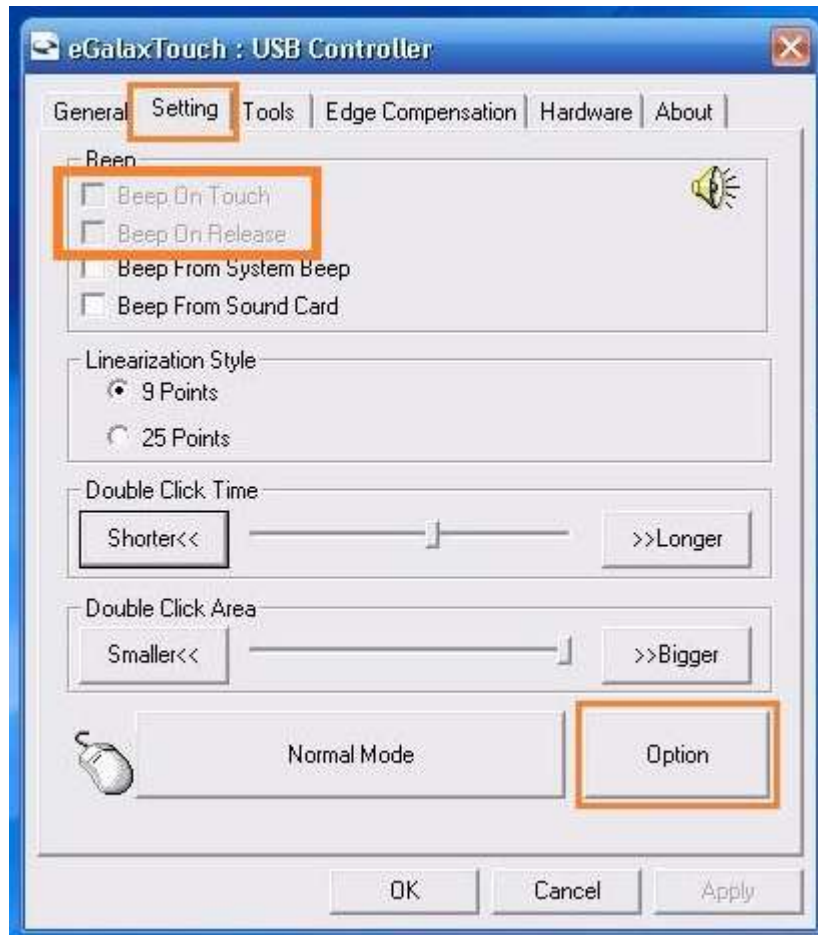 eGalaxTouch : USB Controller
General Setting Tools Edge Compensation Hardware About
Beep
Beep On Touch
Beep On Release
Beep From System Beep
Beep From Sound Card
Linearization Style
9 Points
25 Points
Double Click Time
Shorter<< >>Longer
Double Click Area
Smaller<< >>Bigger
Normal Mode Option
OK Cancel Apply